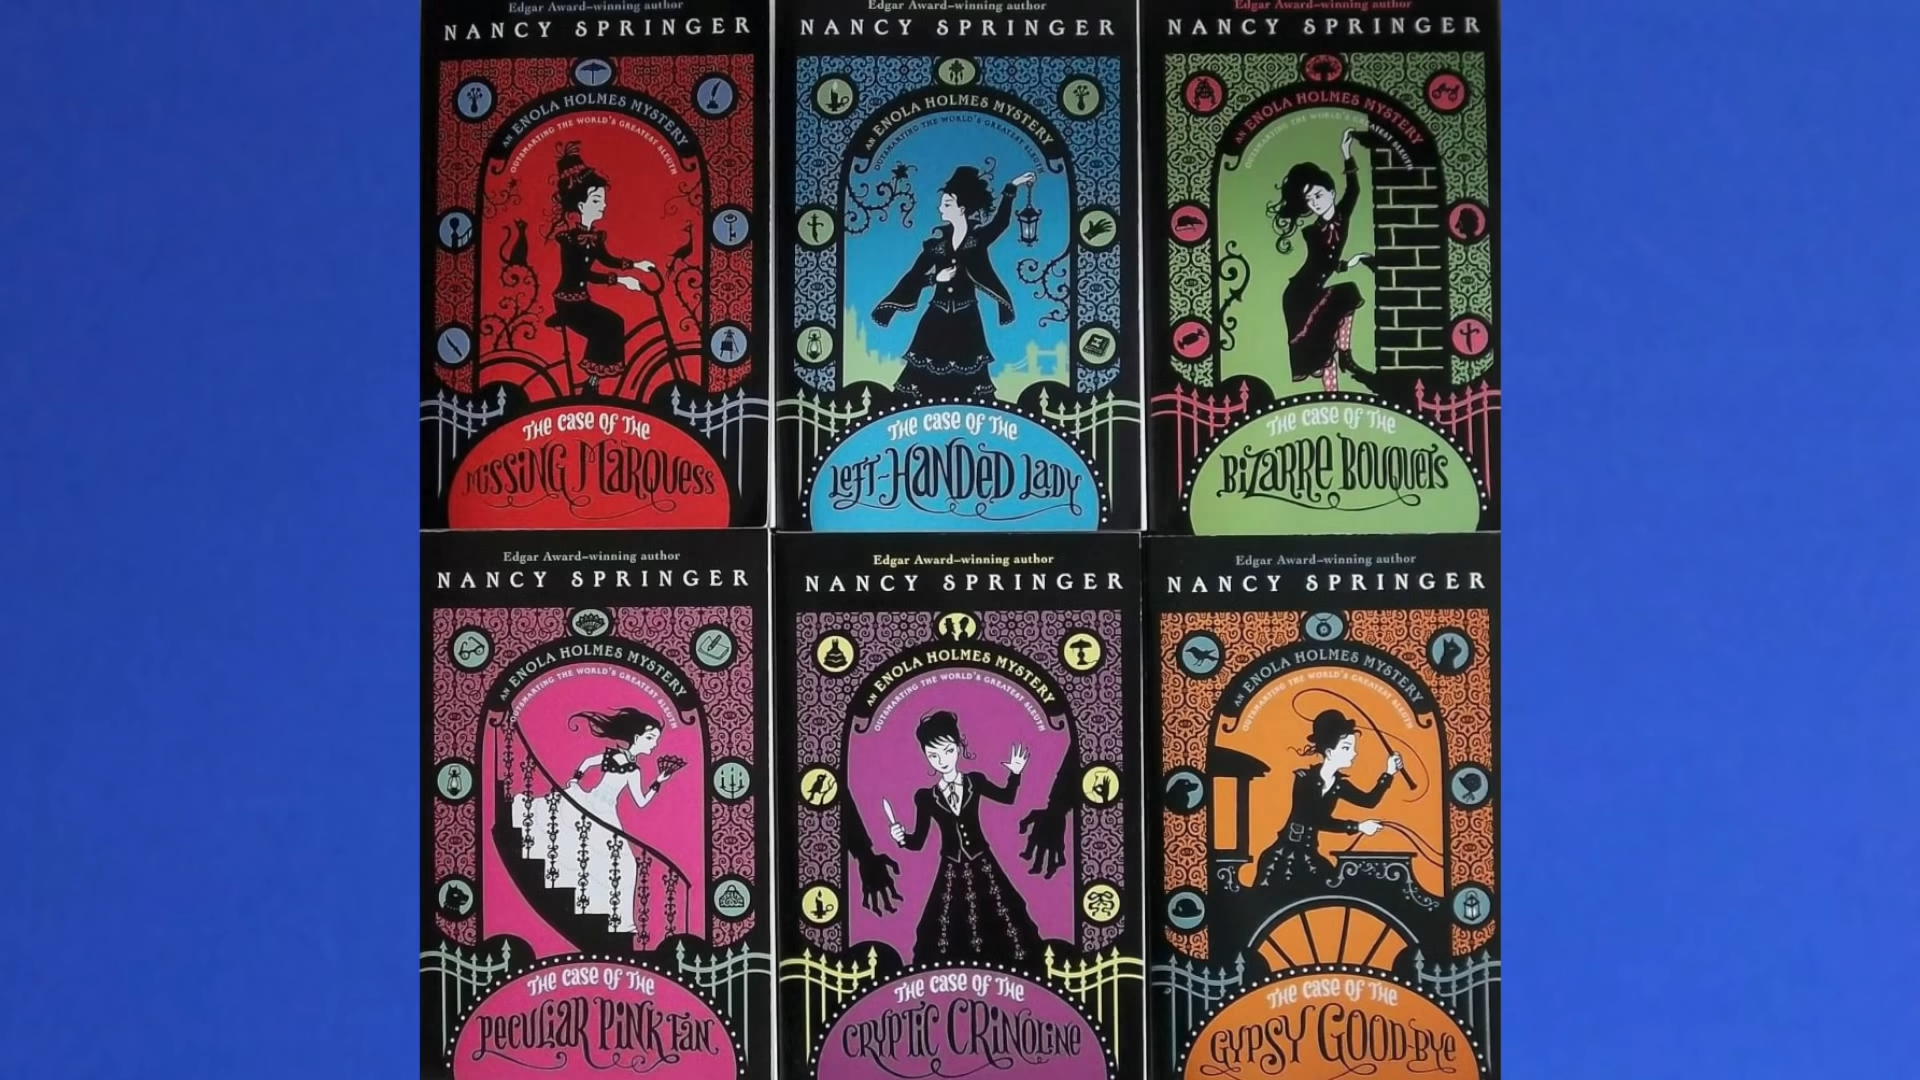 Edgar Award–winning author
NANCY SPRINGER
AN ENOLA HOLMES MYSTERY
OUTSMARTING THE WORLD'S GREATEST SLEUTH
THE CASE OF THE
MISSING MARQUESS
Edgar Award–winning author
NANCY SPRINGER
AN ENOLA HOLMES MYSTERY
OUTSMARTING THE WORLD'S GREATEST SLEUTH
THE CASE OF THE
LEFT-HANDED LADY
Edgar Award–winning author
NANCY SPRINGER
AN ENOLA HOLMES MYSTERY
OUTSMARTING THE WORLD'S GREATEST SLEUTH
THE CASE OF THE
BIZARRE BOUQUETS
Edgar Award–winning author
NANCY SPRINGER
AN ENOLA HOLMES MYSTERY
OUTSMARTING THE WORLD'S GREATEST SLEUTH
THE CASE OF THE
PECULIAR PINK FAN
Edgar Award–winning author
NANCY SPRINGER
AN ENOLA HOLMES MYSTERY
OUTSMARTING THE WORLD'S GREATEST SLEUTH
THE CASE OF THE
CRYPTIC CRINOLINE
Edgar Award–winning author
NANCY SPRINGER
AN ENOLA HOLMES MYSTERY
OUTSMARTING THE WORLD'S GREATEST SLEUTH
THE CASE OF THE
GYPSY GOOD-BYE